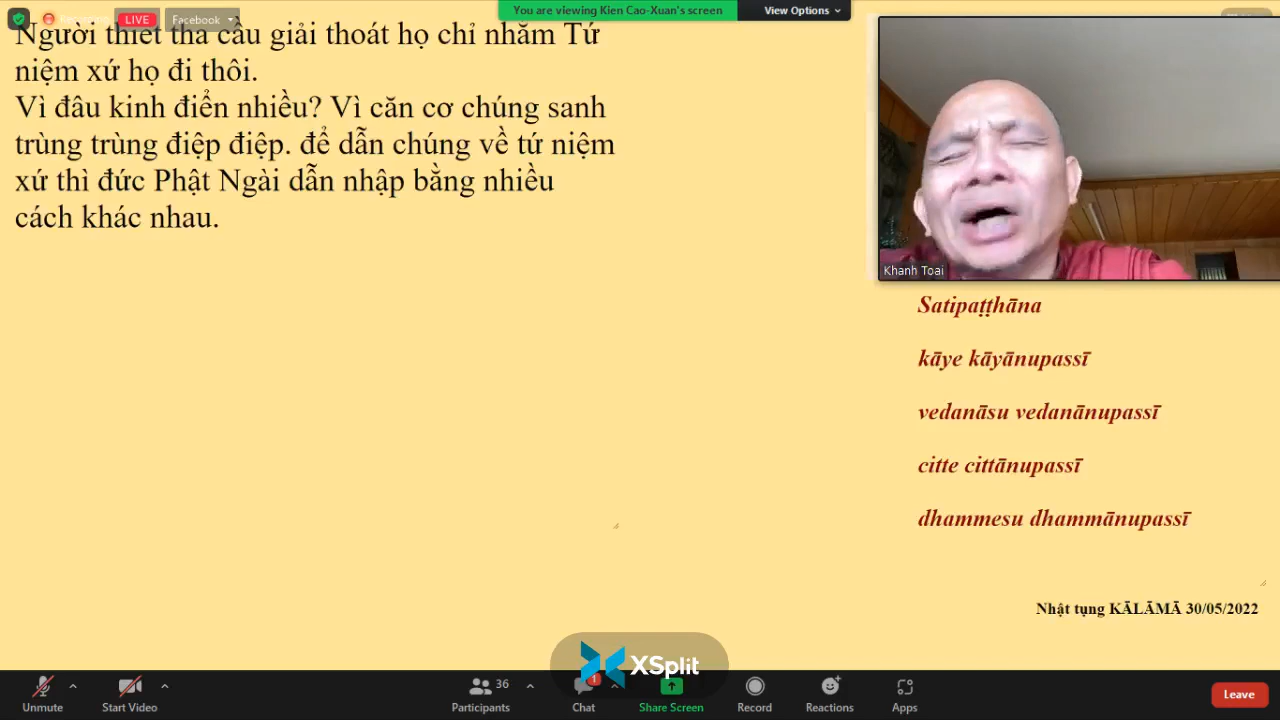 Recording
LIVE
Facebook
You are viewing Kien Cao-Xuan's screen
View Options
Người thiết tha cầu giải thoát họ chỉ nhắm Tứ
niệm xứ họ đi thôi.
Vì đâu kinh điển nhiều? Vì căn cơ chúng sanh
trùng trùng điệp điệp. để dẫn chúng về tứ niệm
xứ thì đức Phật Ngài dẫn nhập bằng nhiều
cách khác nhau.
Khanh Toai
Satipaṭṭhāna
kāye kāyānupassī
vedanāsu vedanānupassī
citte cittānupassī
dhammesu dhammānupassī
Nhật tụng KĀLĀMĀ 30/05/2022
XSplit
Unmute
Start Video
36
Participants
1
Chat
Share Screen
Record
Reactions
Apps
Leave